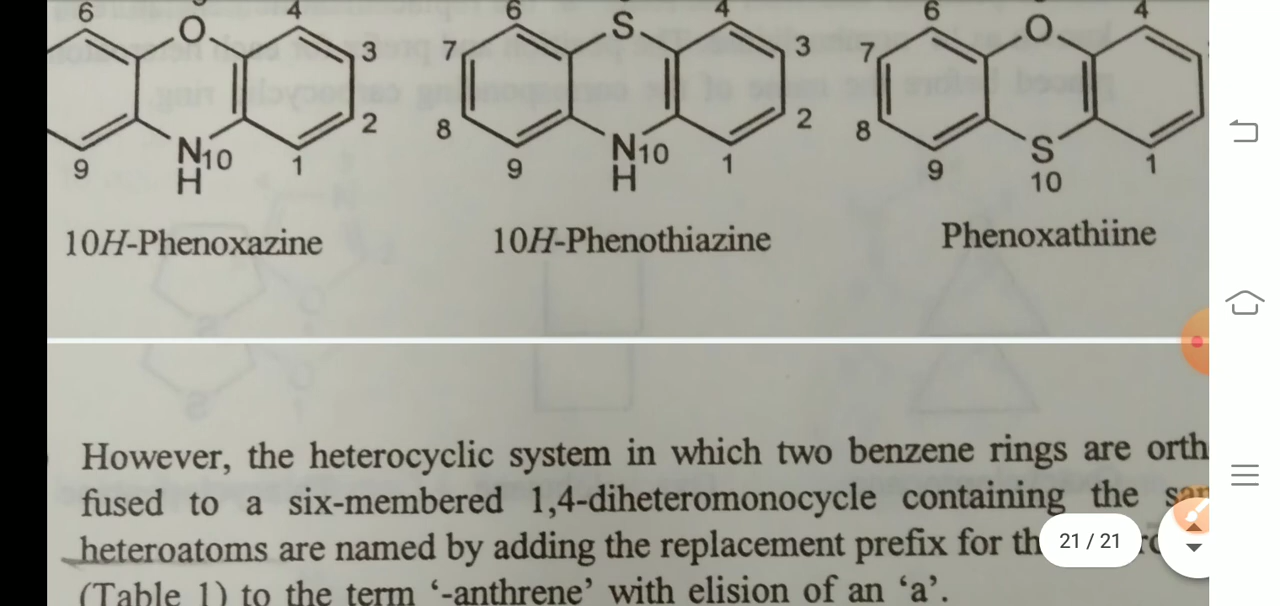 6 O 4 6 S 4 6 O 4
3 7 3 7
2 8 2 8
9 N10 1 9 N10 1 9 S 1
H H 10
10H-Phenoxazine 10H-Phenothiazine Phenoxathiine
However, the heterocyclic system in which two benzene rings are orth
fused to a six-membered 1,4-diheteromonocycle containing the
heteroatoms are named by adding the replacement prefix for
21 / 21
(Table 1) to the term ‘-anthrene’ with elision of an ‘a’.